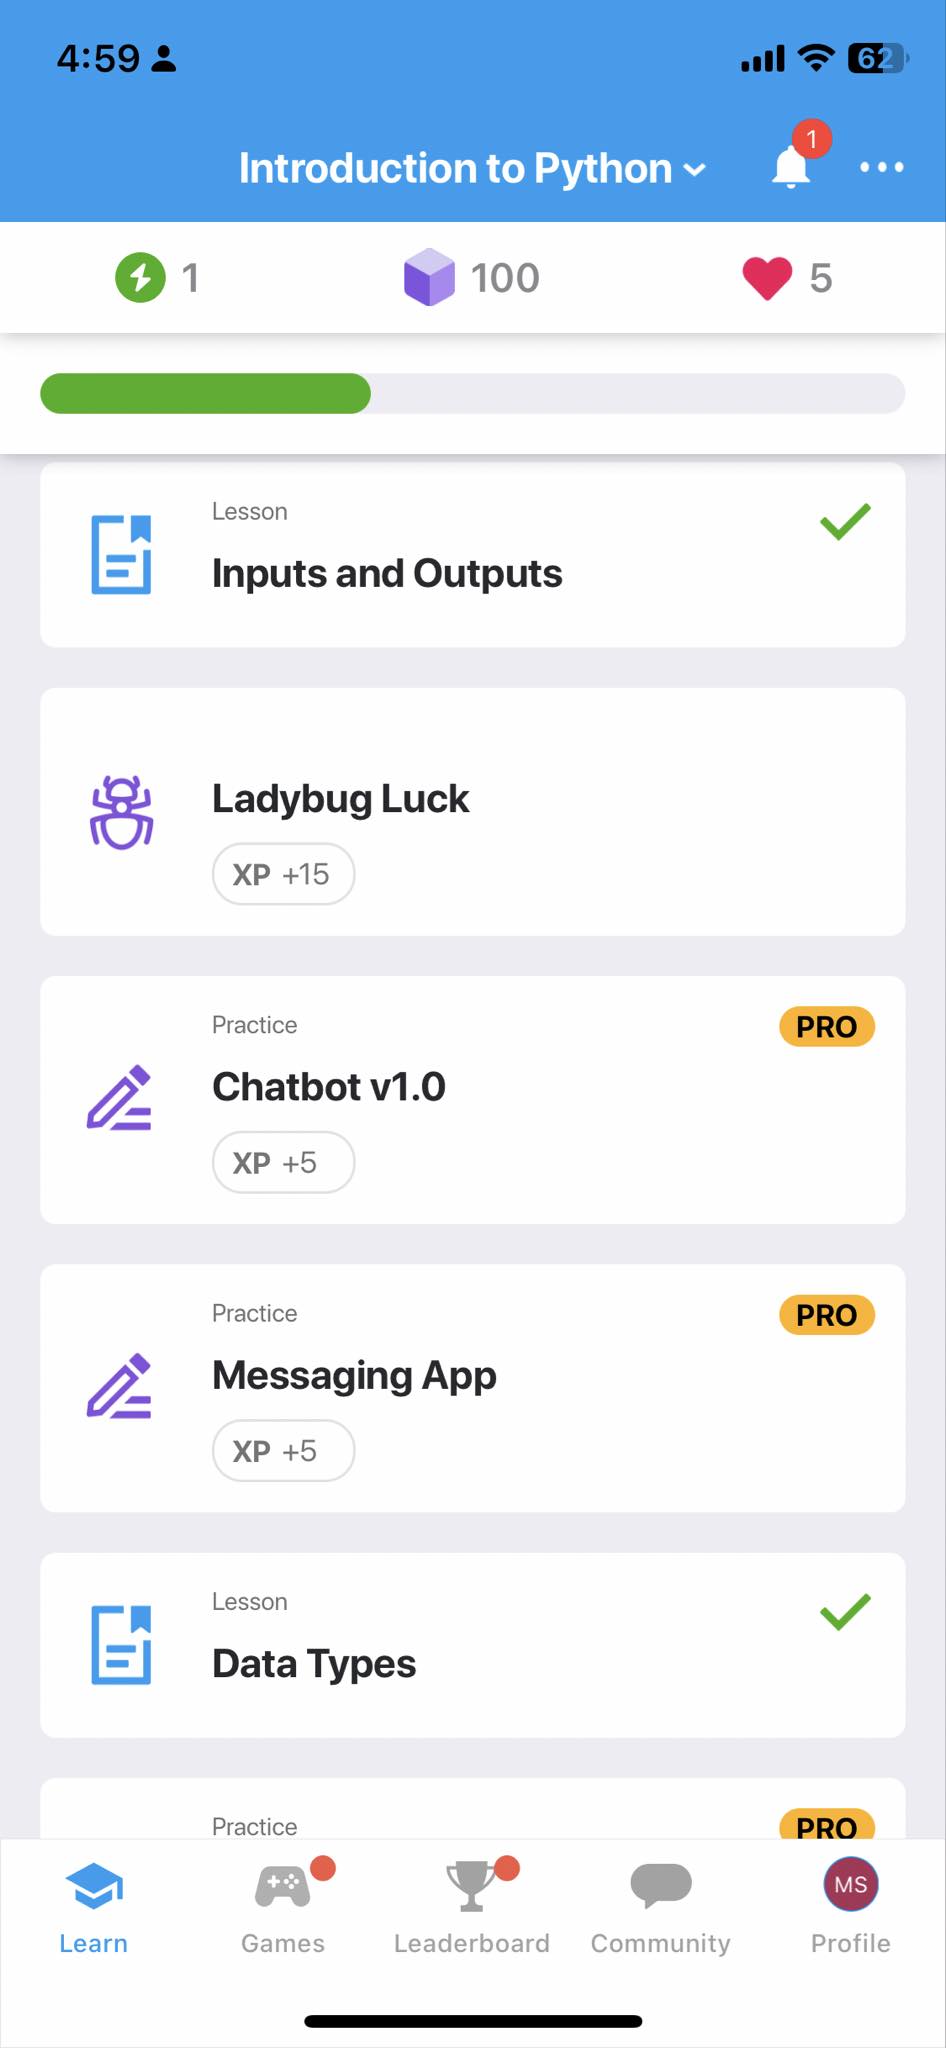 4:59
62
Introduction to Python
1
1
100
5
Lesson
Inputs and Outputs
Ladybug Luck
XP +15
Practice
PRO
Chatbot v1.0
XP +5
Practice
PRO
Messaging App
XP +5
Lesson
Data Types
Practice
PRO
MS
Learn
Games
Leaderboard
Community
Profile